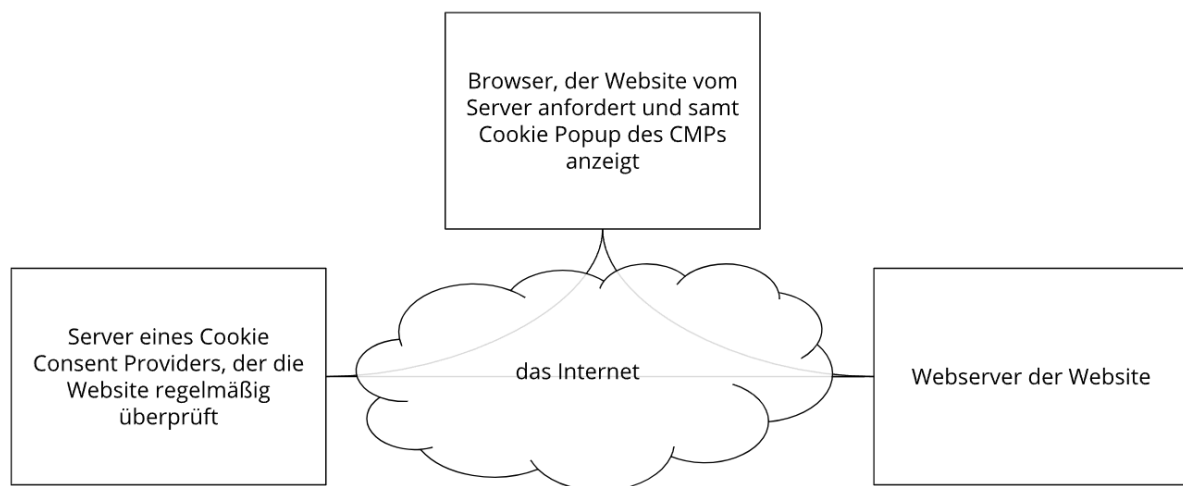 Browser, der Website vom
Server anfordert und samt
Cookie Popup des CMPs
anzeigt
Server eines Cookie
Consent Providers, der die
Website regelmäßig
überprüft
das Internet
Webserver der Website